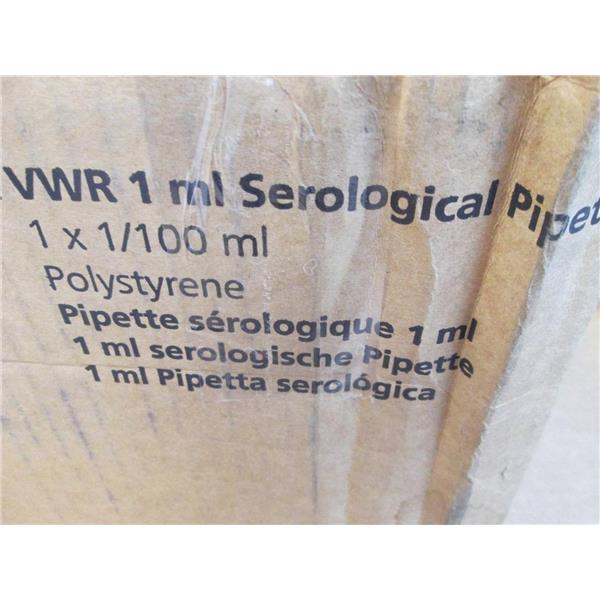 VWR 1 ml Serological Pipet
1 x 1/100 ml
Polystyrene
Pipette sérologique 1 ml
1 ml serologische Pipette
1 ml Pipetta serológica